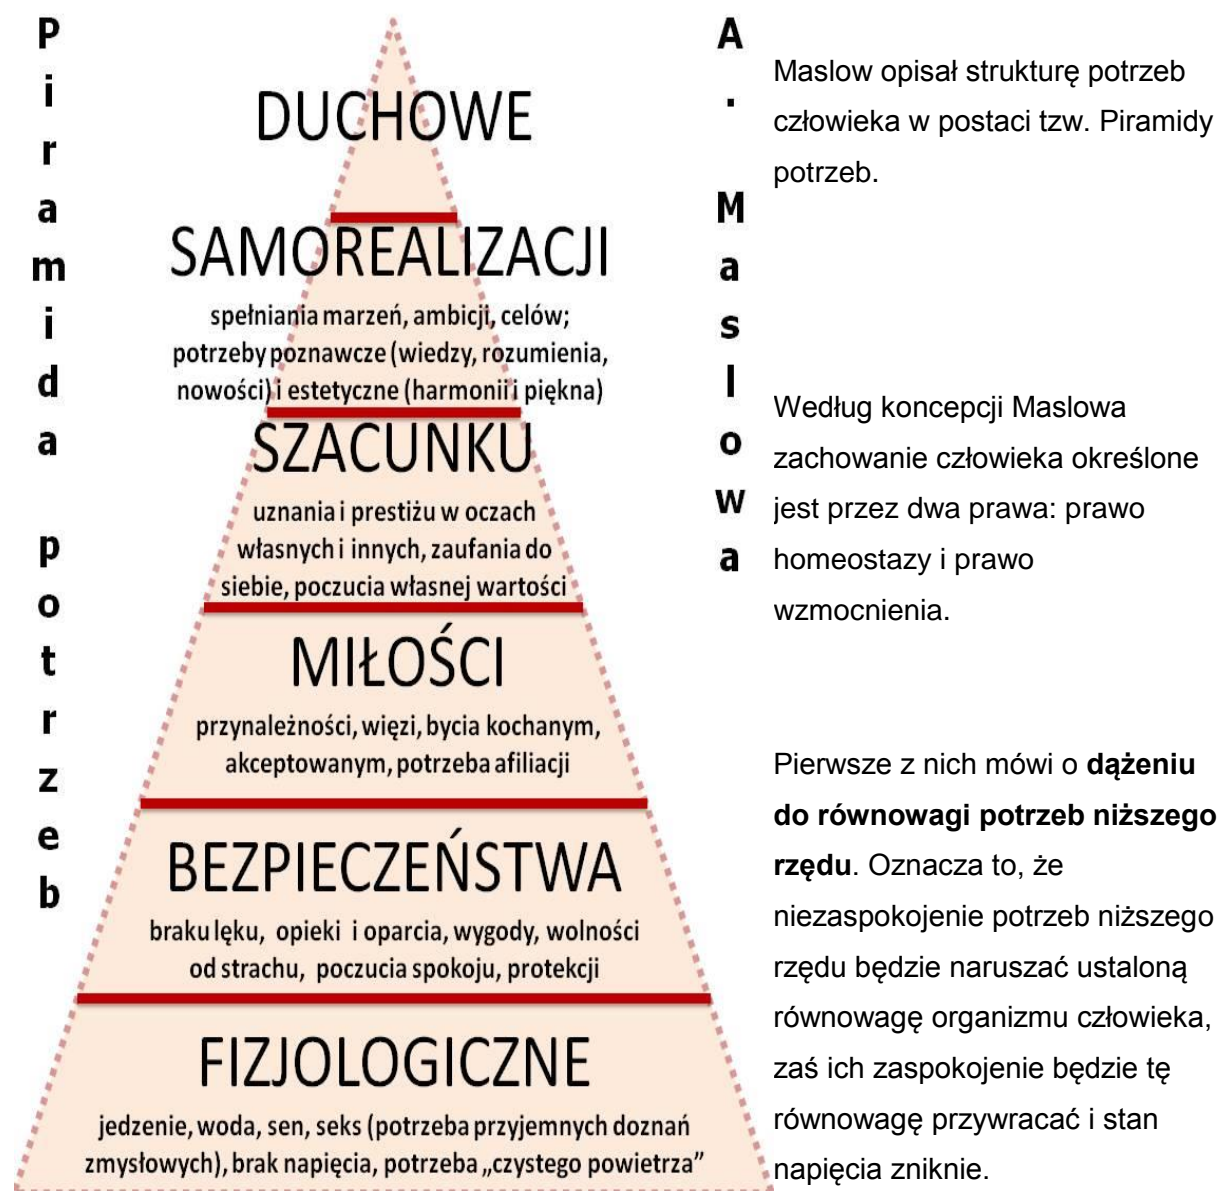 Piramida potrzeb
A. Maslowa
DUCHOWE
SAMOREALIZACJI
spełniania marzeń, ambicji, celów;
potrzeby poznawcze (wiedzy, rozumienia,
nowości) i estetyczne (harmonii i piękna)
SZACUNKU
uznania i prestiżu w oczach
własnych i innych, zaufania do
siebie, poczucia własnej wartości
MIŁOŚCI
przynależności, więzi, bycia kochanym,
akceptowanym, potrzeba afiliacji
BEZPIECZEŃSTWA
braku lęku, opieki i oparcia, wygody, wolności
od strachu, poczucia spokoju, protekcji
FIZJOLOGICZNE
jedzenie, woda, sen, seks (potrzeba przyjemnych doznań
zmysłowych), brak napięcia, potrzeba „czystego powietrza”
Maslow opisał strukturę potrzeb
człowieka w postaci tzw. Piramidy
potrzeb.
Według koncepcji Maslowa
zachowanie człowieka określone
jest przez dwa prawa: prawo
homeostazy i prawo
wzmocnienia.
Pierwsze z nich mówi o dążeniu
do równowagi potrzeb niższego
rzędu. Oznacza to, że
niezaspokojenie potrzeb niższego
rzędu będzie naruszać ustaloną
równowagę organizmu człowieka,
zaś ich zaspokojenie będzie tę
równowagę przywracać i stan
napięcia zniknie.